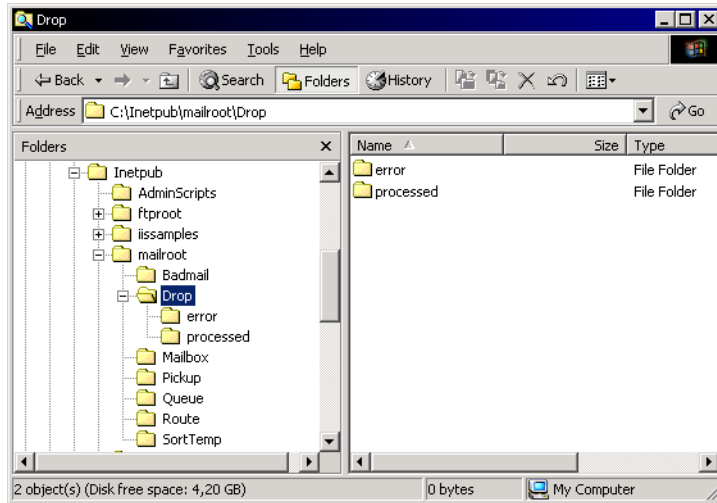 Drop
File Edit View Favorites Tools Help
Back Search Folders History
Address C:\Inetpub\mailroot\Drop Go
Folders
Inetpub
AdminScripts
ftproot
iissamples
mailroot
Badmail
Drop
error
processed
Mailbox
Pickup
Queue
Route
SortTemp
Name Size Type
error File Folder
processed File Folder
2 object(s) (Disk free space: 4,20 GB) 0 bytes My Computer